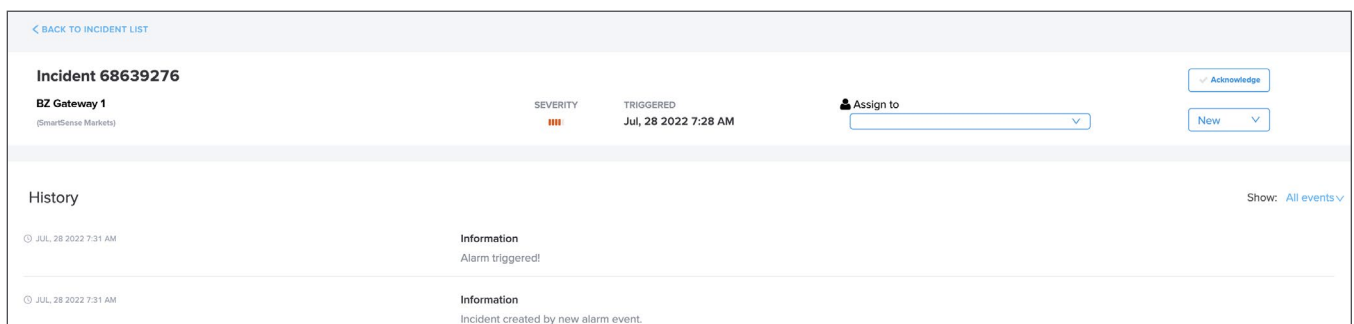 < BACK TO INCIDENT LIST
Incident 68639276
Acknowledge
BZ Gateway 1
SEVERITY TRIGGERED Assign to
(SmartSense Markets) Jul, 28 2022 7:28 AM New
History Show: All events
JUL, 28 2022 7:31 AM Information
Alarm triggered!
JUL, 28 2022 7:31 AM Information
Incident created by new alarm event.